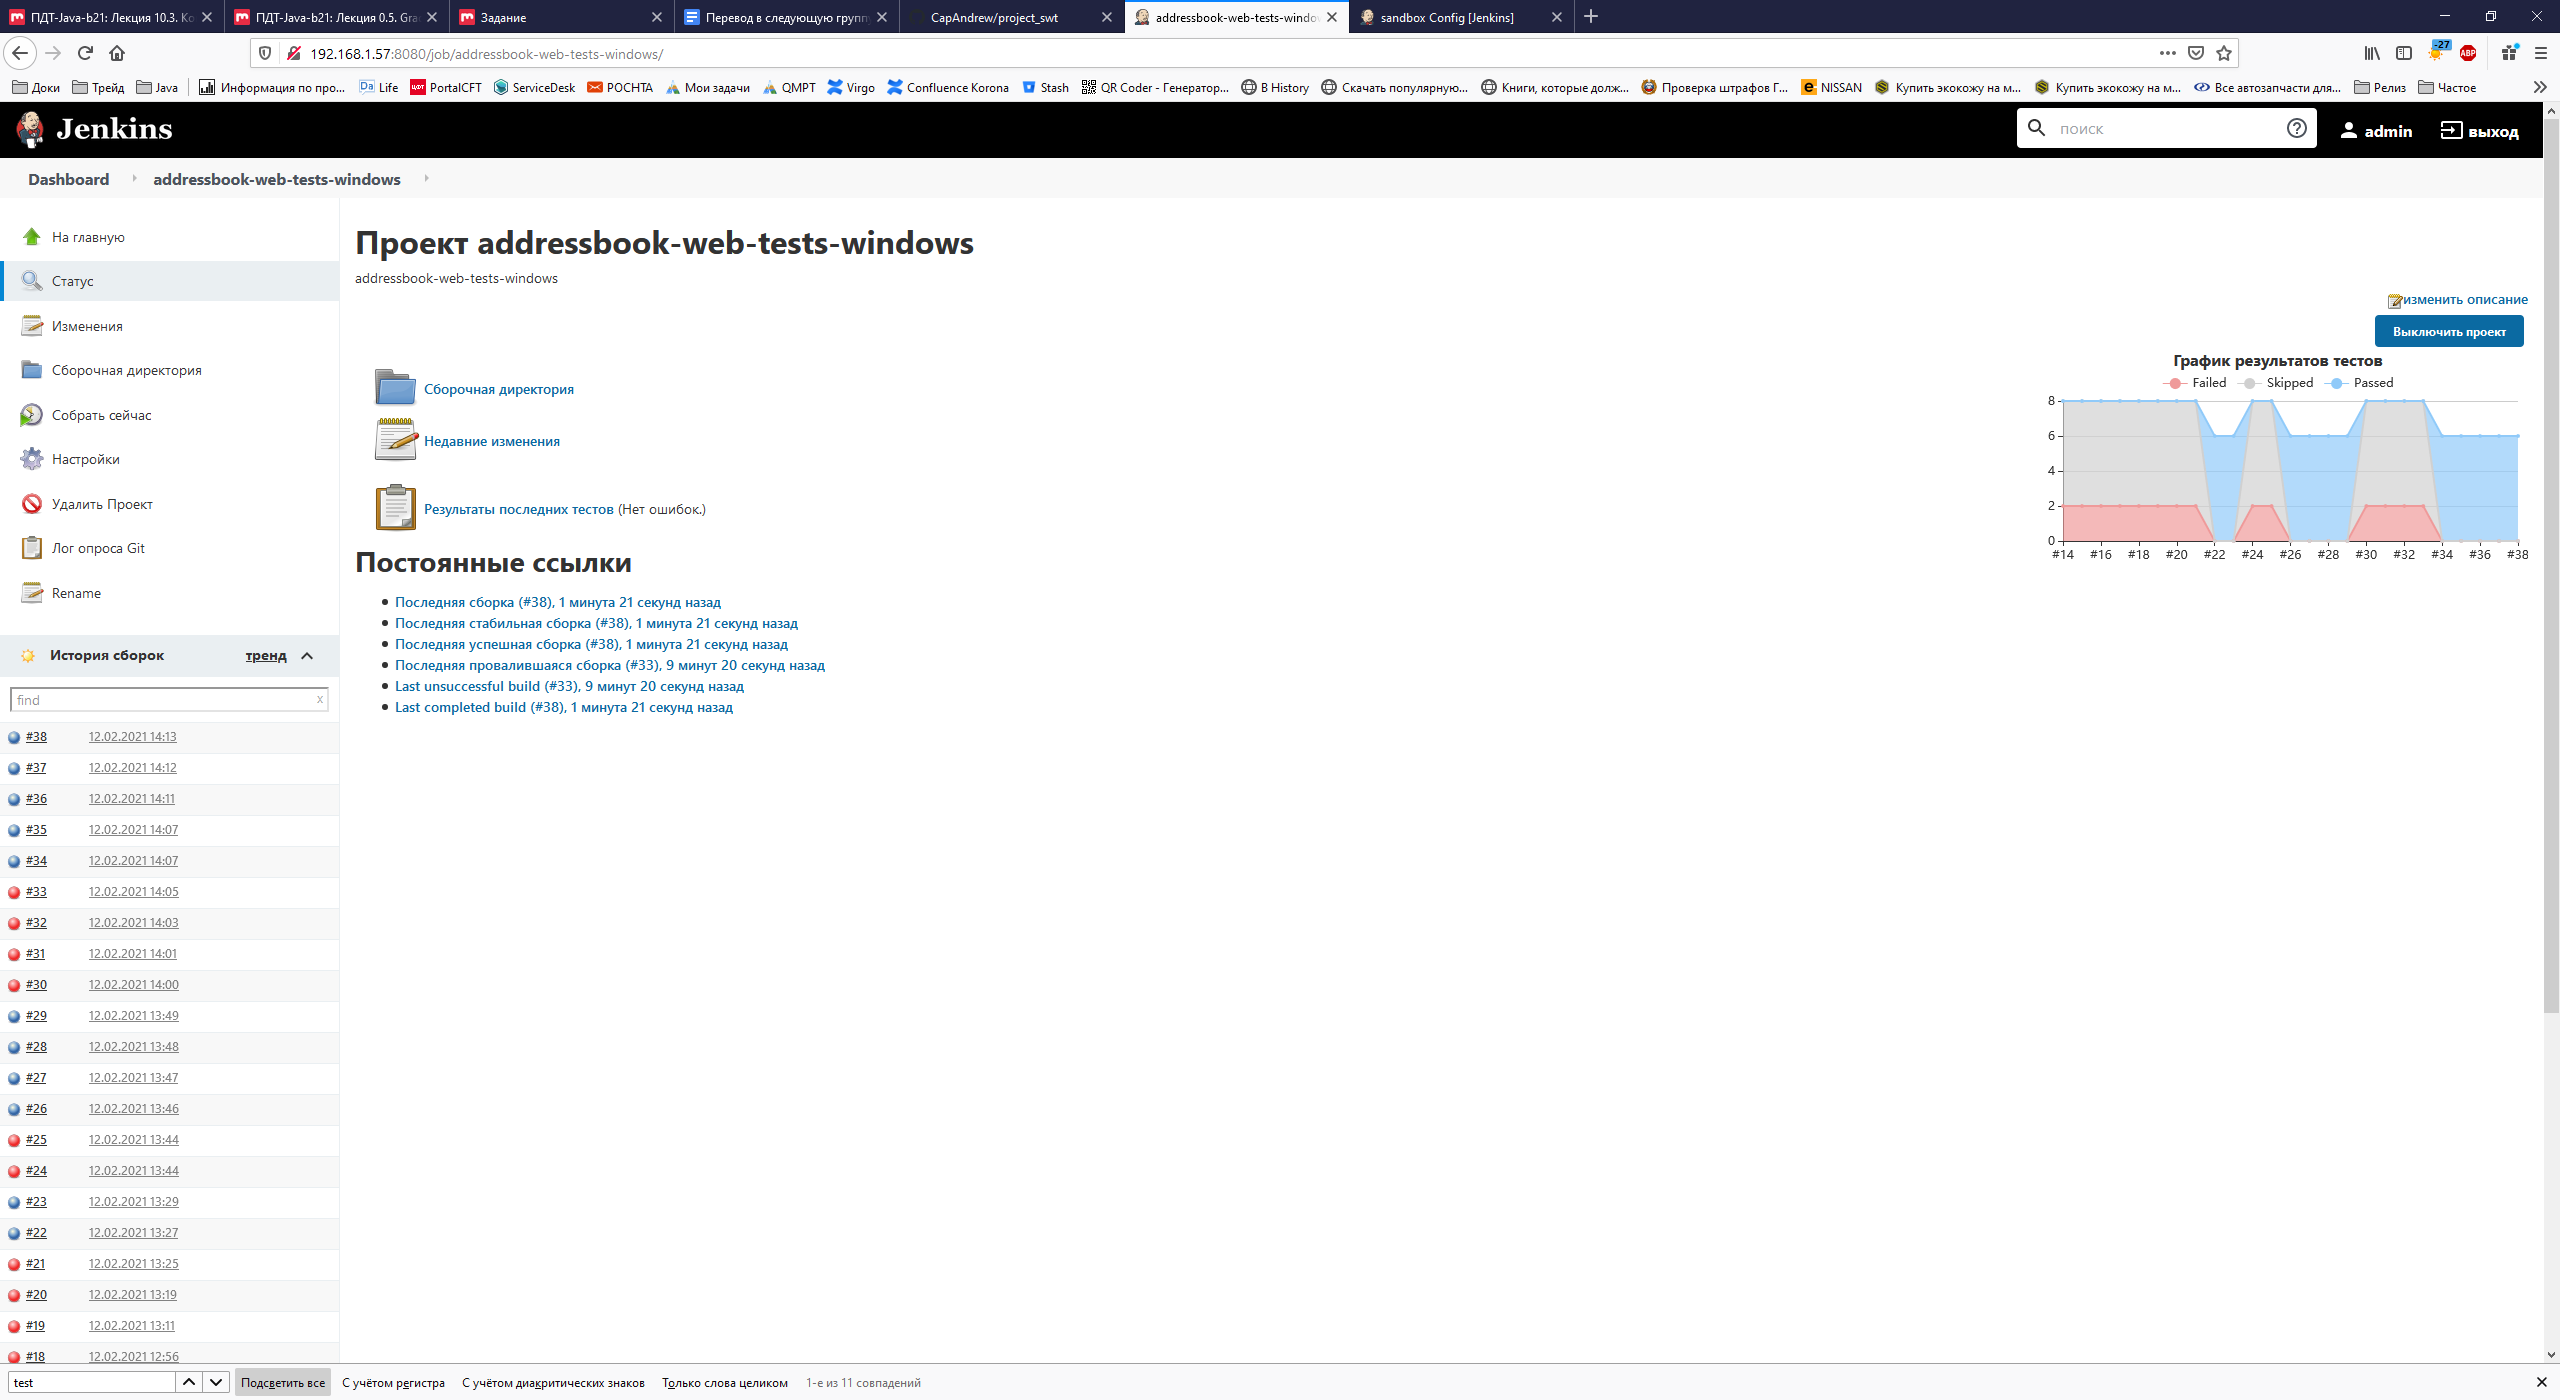 ПДТ-Java-b21: Лекция 10.3. Ко
ПДТ-Java-b21: Лекция 0.5. Gra
Задание
Перевод в следующую групп
CapAndrew/project_swt
addressbook-web-tests-windo
sandbox Config [Jenkins]
192.168.1.57:8080/job/addressbook-web-tests-windows/
-27
ABP
Доки
Трейд
Java
Информация по про...
Da Life
PortalCFT
ServiceDesk
POCHTA
Мои задачи
QMPT
Virgo
Confluence Korona
Stash
QR Coder - Генератор...
В History
Скачать популярную...
Книги, которые долж...
Проверка штрафов Г...
NISSAN
Купить экокожу на м...
Купить экокожу на м...
Все автозапчасти для...
Релиз
Частое
Jenkins
поиск
admin
выход
Dashboard
addressbook-web-tests-windows
На главную
Статус
Изменения
Сборочная директория
Собрать сейчас
Настройки
Удалить Проект
Лог опроса Git
Rename
История сборок тренд
find x
#38 12.02.2021 14:13
#37 12.02.2021 14:12
#36 12.02.2021 14:11
#35 12.02.2021 14:07
#34 12.02.2021 14:07
#33 12.02.2021 14:05
#32 12.02.2021 14:03
#31 12.02.2021 14:01
#30 12.02.2021 14:00
#29 12.02.2021 13:49
#28 12.02.2021 13:48
#27 12.02.2021 13:47
#26 12.02.2021 13:46
#25 12.02.2021 13:44
#24 12.02.2021 13:44
#23 12.02.2021 13:29
#22 12.02.2021 13:27
#21 12.02.2021 13:25
#20 12.02.2021 13:19
#19 12.02.2021 13:11
#18 12.02.2021 12:56
Проект addressbook-web-tests-windows
addressbook-web-tests-windows
изменить описание
Выключить проект
Сборочная директория
Недавние изменения
Результаты последних тестов (Нет ошибок.)
График результатов тестов
Failed Skipped Passed
8
6
4
2
0
#14 #16 #18 #20 #22 #24 #26 #28 #30 #32 #34 #36 #38
Постоянные ссылки
Последняя сборка (#38), 1 минута 21 секунд назад
Последняя стабильная сборка (#38), 1 минута 21 секунд назад
Последняя успешная сборка (#38), 1 минута 21 секунд назад
Последняя провалившаяся сборка (#33), 9 минут 20 секунд назад
Last unsuccessful build (#33), 9 минут 20 секунд назад
Last completed build (#38), 1 минута 21 секунд назад
test
Подсветить все
С учётом регистра
С учётом диакритических знаков
Только слова целиком
1-е из 11 совпадений